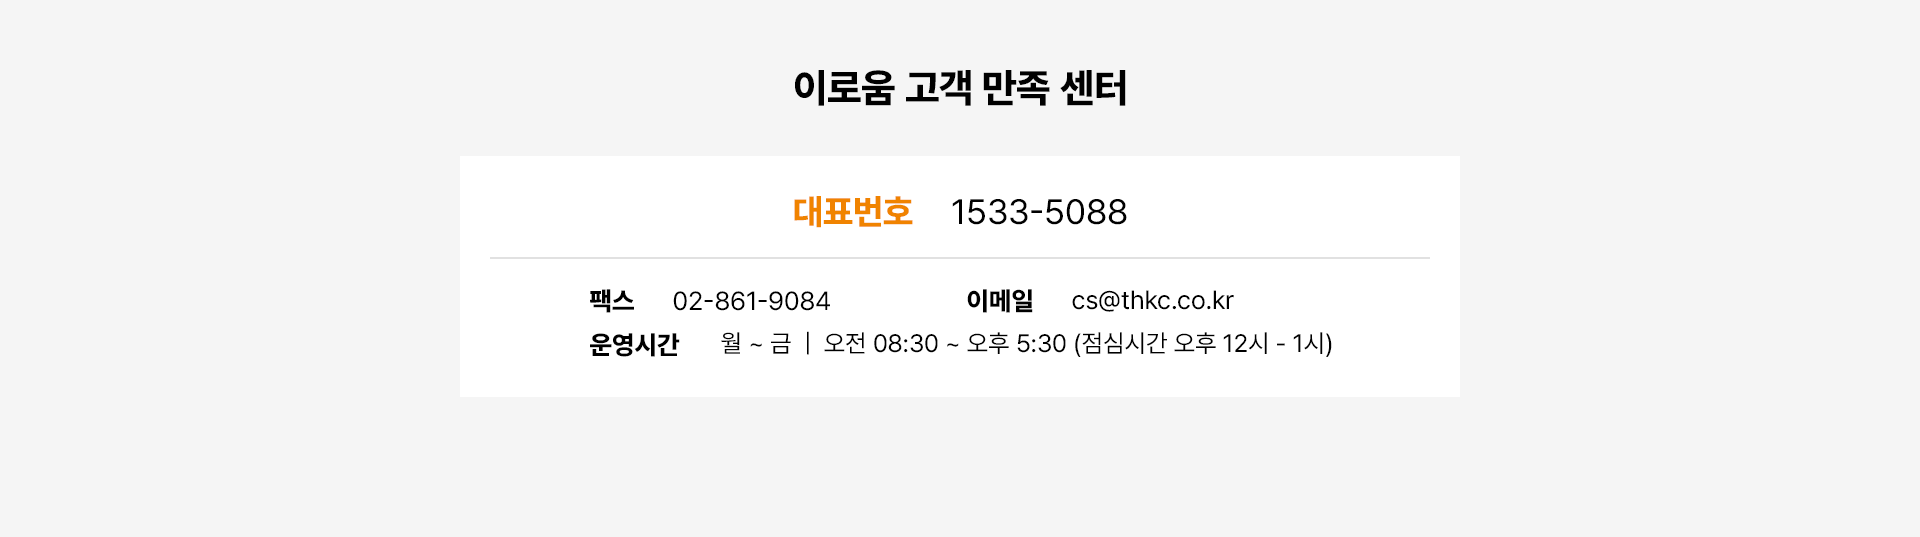 이로움 고객 만족 센터
대표번호 1533-5088
팩스 02-861-9084 이메일 cs@thkc.co.kr
운영시간 월 ~ 금 | 오전 08:30 ~ 오후 5:30 (점심시간 오후 12시 - 1시)